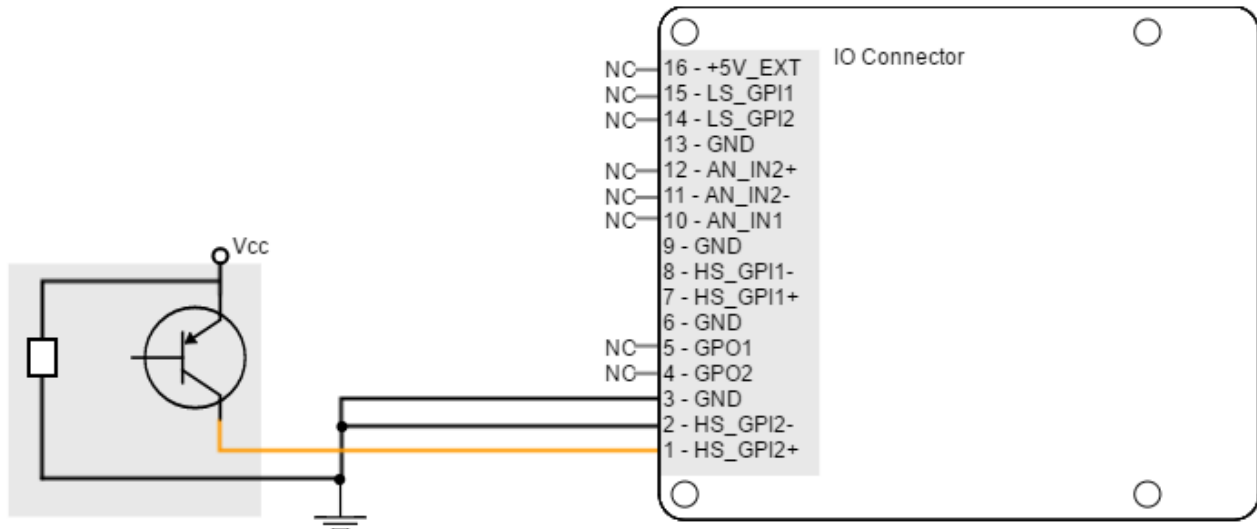 IO Connector
NC 16 - +5V_EXT
NC 15 - LS_GPI1
NC 14 - LS_GPI2
13 - GND
NC 12 - AN_IN2+
NC 11 - AN_IN2-
NC 10 - AN_IN1
9 - GND
8 - HS_GPI1-
7 - HS_GPI1+
6 - GND
NC 5 - GPO1
NC 4 - GPO2
3 - GND
2 - HS_GPI2-
1 - HS_GPI2+
Vcc